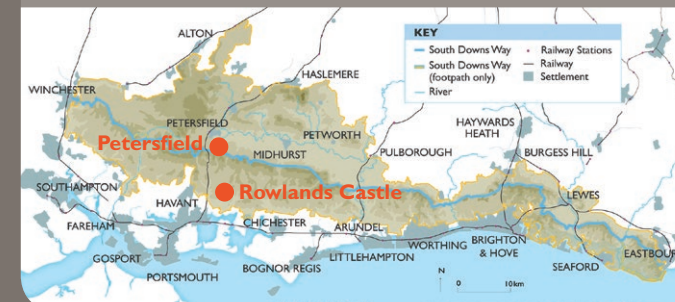 KEY
South Downs Way
South Downs Way
(footpath only)
River
Railway Stations
Railway
Settlement
ALTON
HASLEMERE
WINCHESTER
PETERSFIELD
Petersfield
PETWORTH
MIDHURST
PULBOROUGH
HAYWARDS
HEATH
BURGESS HILL
Rowlands Castle
SOUTHAMPTON
HAVANT
LEWES
FAREHAM
CHICHESTER
ARUNDEL
GOSPORT
PORTSMOUTH
BOGNOR REGIS
LITTLEHAMPTON
WORTHING
BRIGHTON
& HOVE
SEAFORD
EASTBOU
N
0
10km